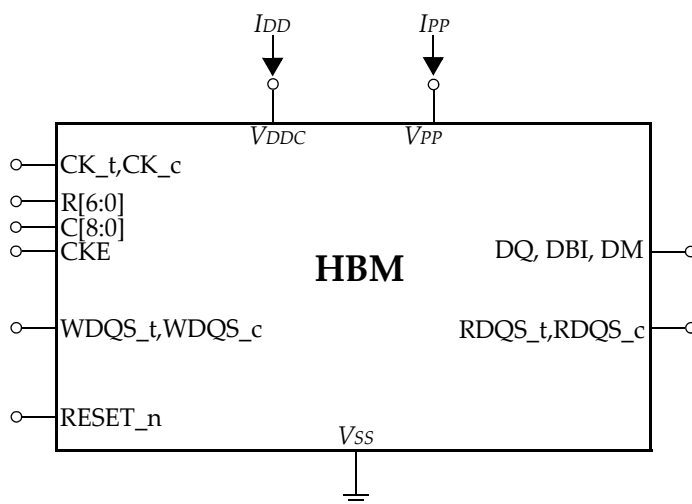 IDD IPP
VDDC VPP
CK_t,CK_c
R[6:0]
C[8:0]
CKE
HBM
DQ, DBI, DM
WDQS_t,WDQS_c
RDQS_t,RDQS_c
RESET_n
VSS